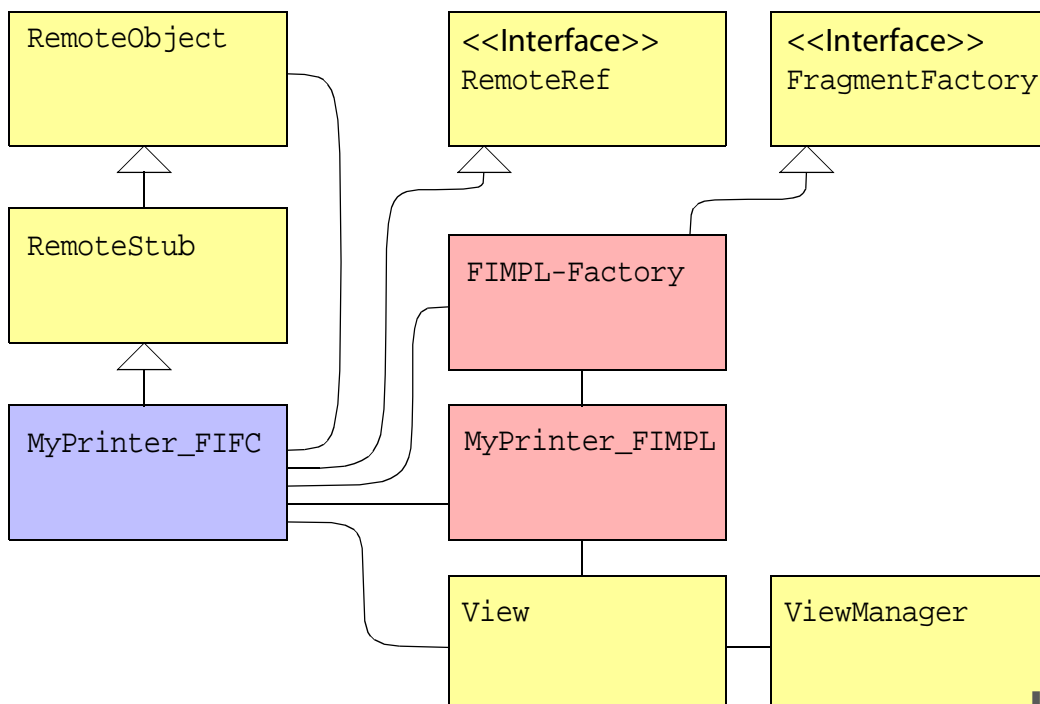 RemoteObject
<<Interface>>
RemoteRef
<<Interface>>
FragmentFactory
RemoteStub
FIMPL-Factory
MyPrinter_FIFC
MyPrinter_FIMPL
View
ViewManager